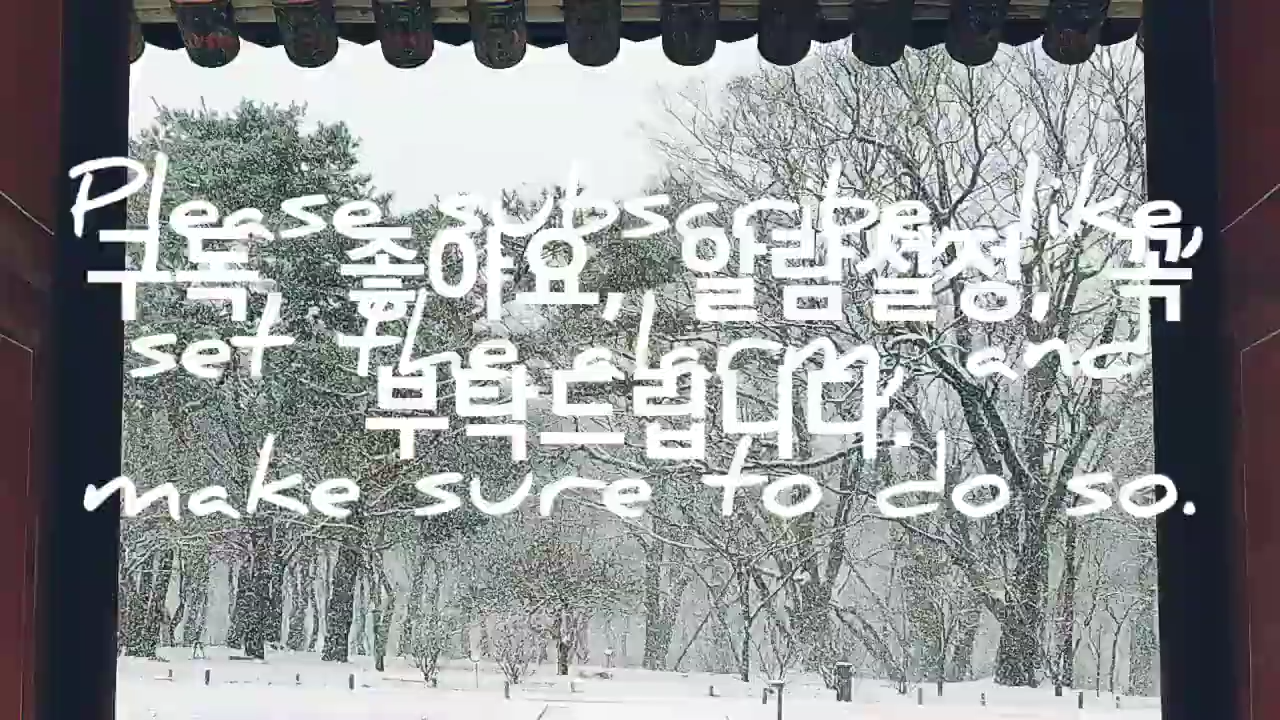 Please subscribe, like,
구독, 좋아요, 알람설정, 꼭
set the alarm, and
부탁드립니다.
make sure to do so.